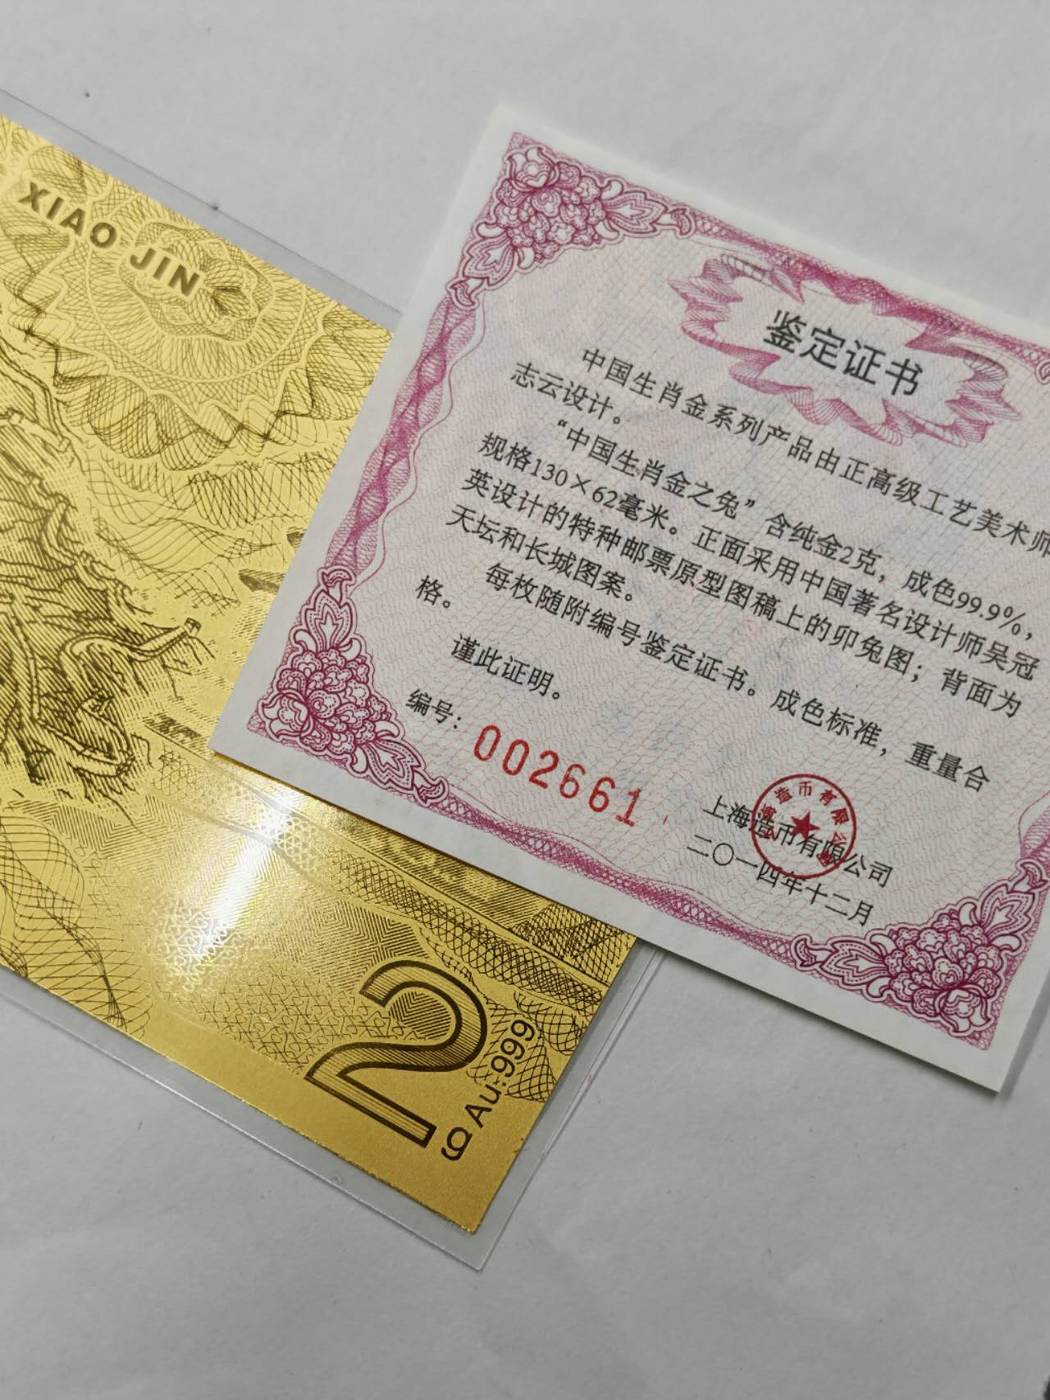 XIAO JIN
2
g Au:999
鉴定证书
中国生肖金系列产品由正高级工艺美术师
志云设计。
“中国生肖金之兔”含纯金2克，成色99.9%，
规格130×62毫米。正面采用中国著名设计师吴冠
英设计的特种邮票原型图稿上的卯兔图；背面为
天坛和长城图案。
每枚随附编号鉴定证书。成色标准，重量合
格。
谨此证明。
编号：002661
上海造币有限公司
二〇一四年十二月